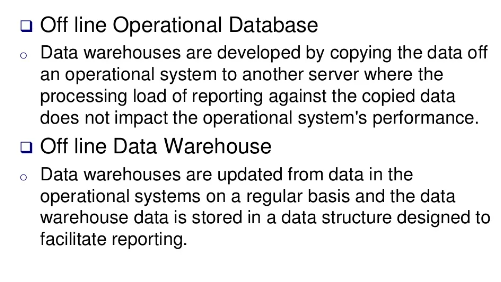 Off line Operational Database
Data warehouses are developed by copying the data off
an operational system to another server where the
processing load of reporting against the copied data
does not impact the operational system's performance.
Off line Data Warehouse
Data warehouses are updated from data in the
operational systems on a regular basis and the data
warehouse data is stored in a data structure designed to
facilitate reporting.